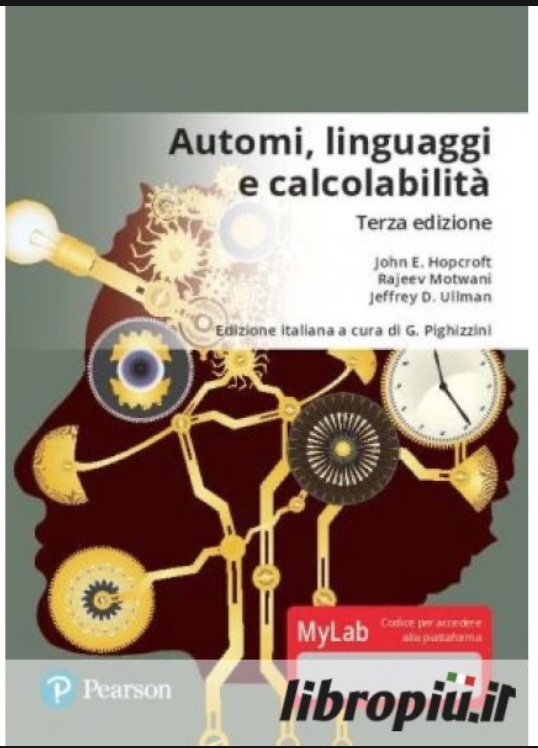 Automi, linguaggi
e calcolabilità
Terza edizione
John E. Hopcroft
Rajeev Motwani
Jeffrey D. Ullman
Edizione italiana a cura di G. Pighizzini
MyLab
Codice per accedere
alla piattaforma
Pearson
libropiu.it